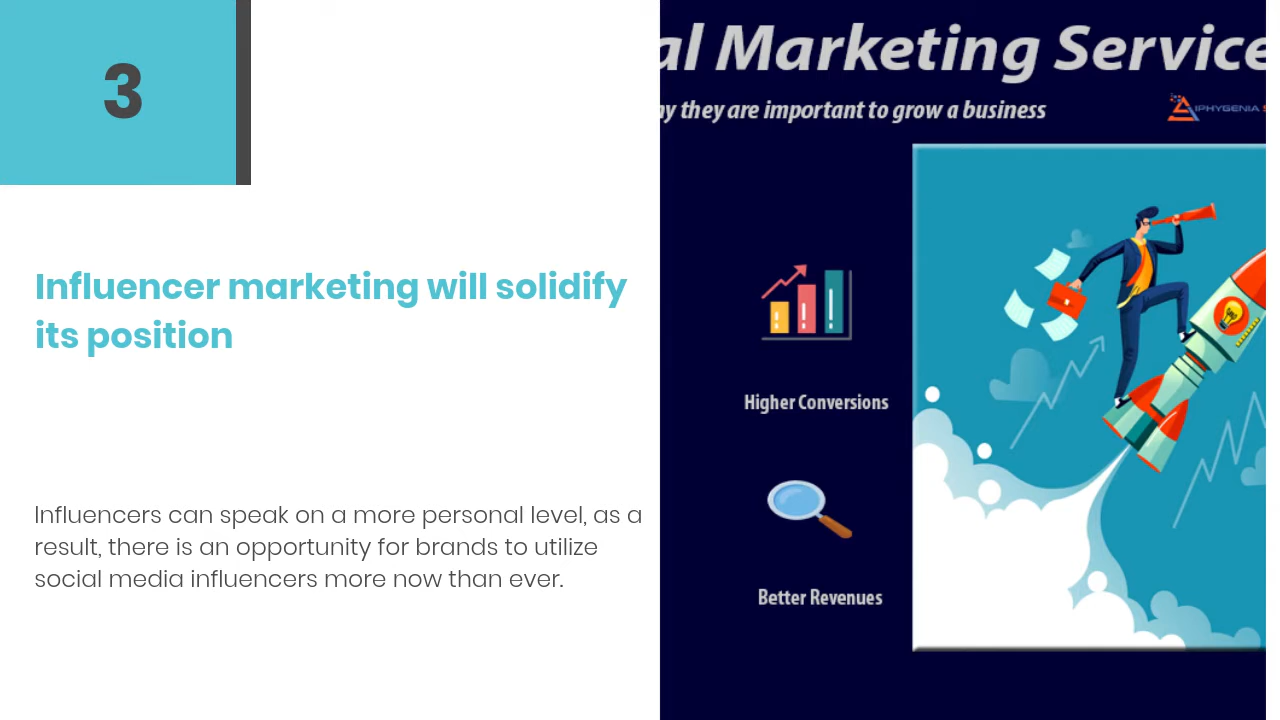 3
Influencer marketing will solidify
its position
Influencers can speak on a more personal level, as a
result, there is an opportunity for brands to utilize
social media influencers more now than ever.
al Marketing Service
hy they are important to grow a business
IPHYGENIA
Higher Conversions
Better Revenues